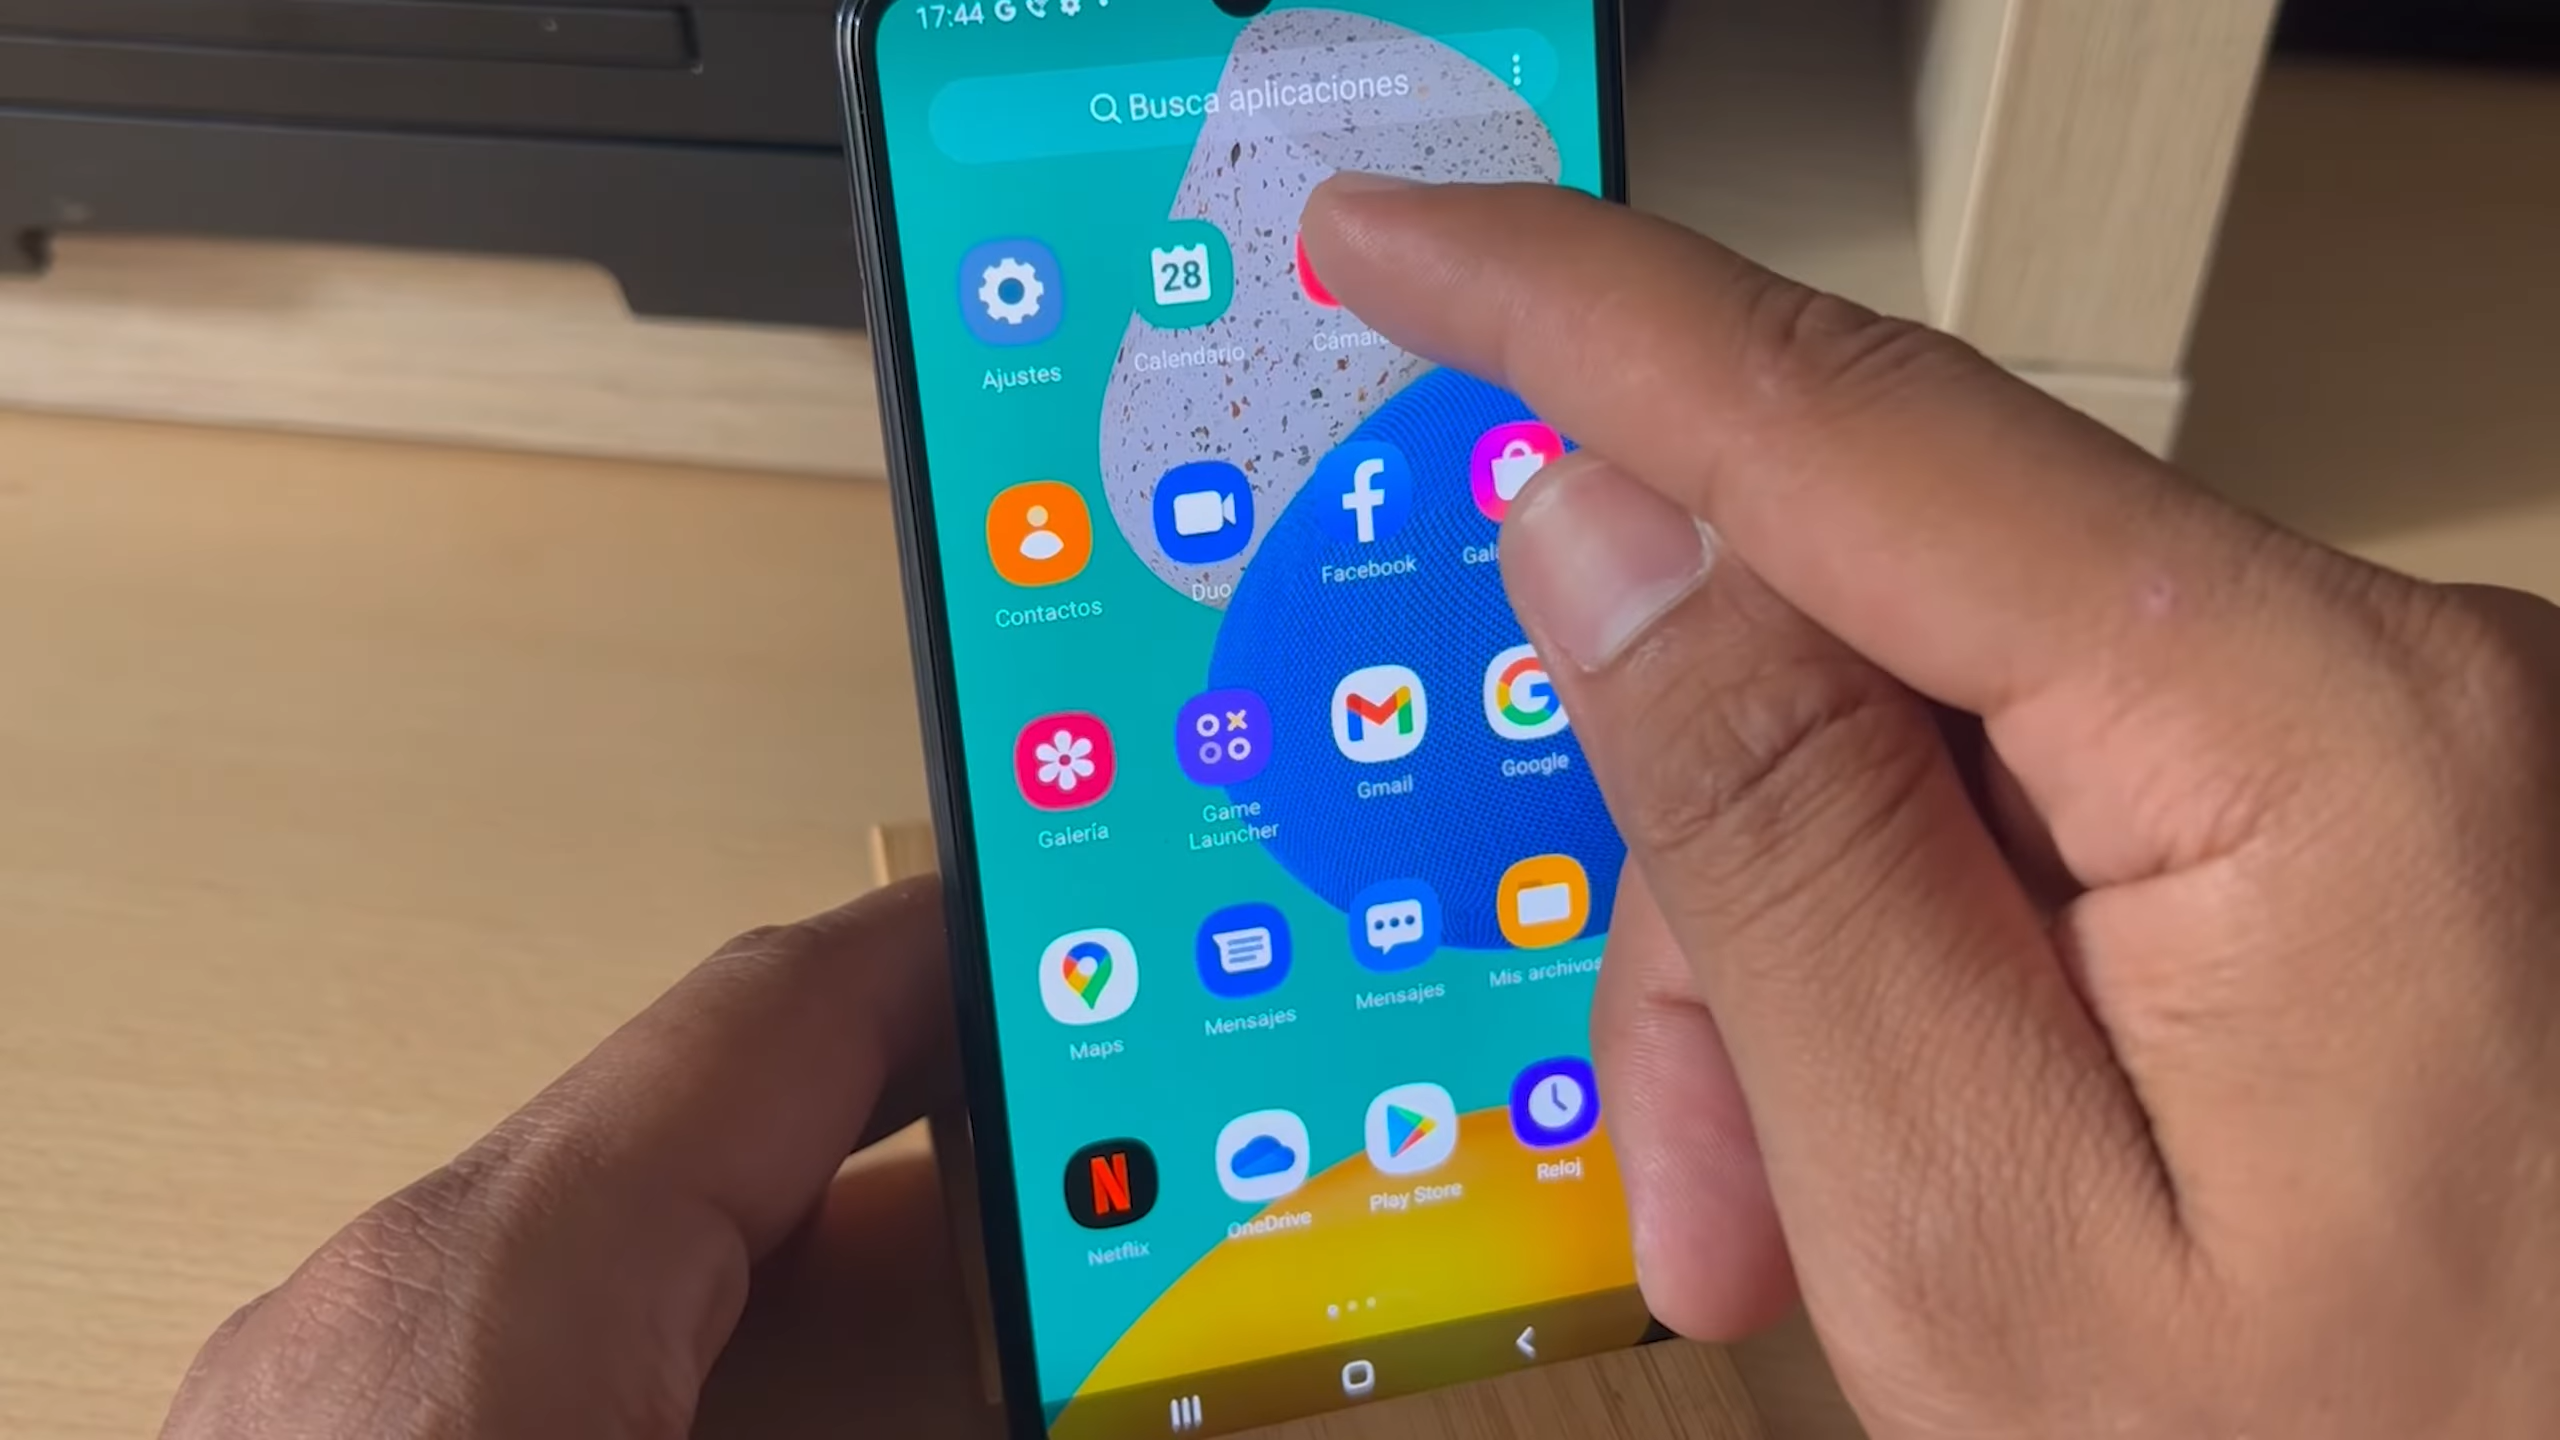 17:44
Busca aplicaciones
28
Ajustes
Calendario
Contactos
Duo
Facebook
Galería
Game
Launcher
Gmail
Google
Maps
Mensajes
Mensajes
Mis archivos
N
Netflix
OneDrive
Play Store
Reloj